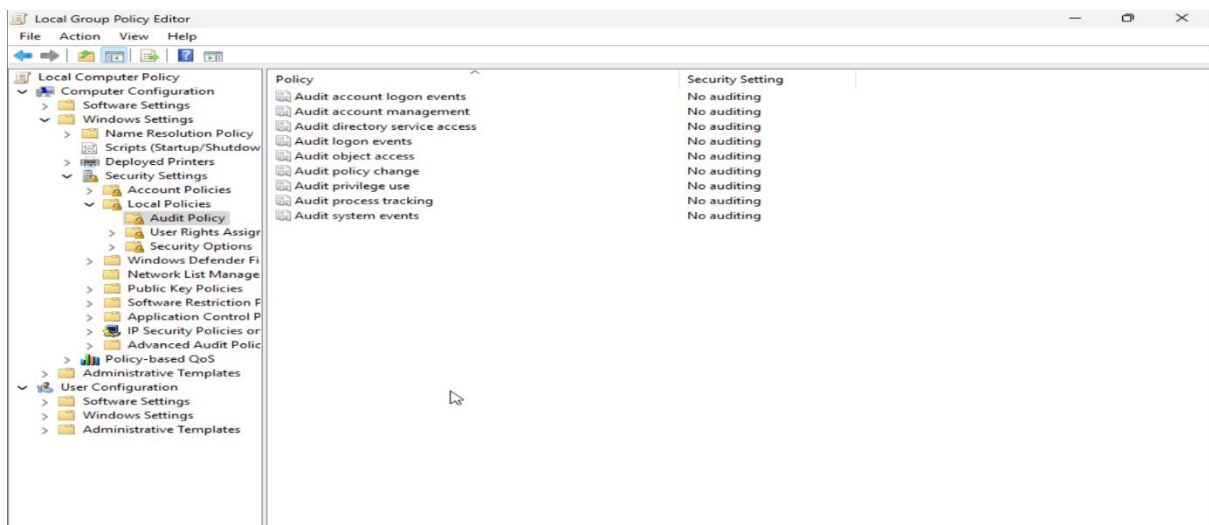 Local Group Policy Editor
File Action View Help
Local Computer Policy
Computer Configuration
Software Settings
Windows Settings
Name Resolution Policy
Scripts (Startup/Shutdow
Deployed Printers
Security Settings
Account Policies
Local Policies
Audit Policy
User Rights Assigr
Security Options
Windows Defender Fi
Network List Manage
Public Key Policies
Software Restriction P
Application Control P
IP Security Policies or
Advanced Audit Polic
Policy-based QoS
Administrative Templates
User Configuration
Software Settings
Windows Settings
Administrative Templates
Policy Security Setting
Audit account logon events No auditing
Audit account management No auditing
Audit directory service access No auditing
Audit logon events No auditing
Audit object access No auditing
Audit policy change No auditing
Audit privilege use No auditing
Audit process tracking No auditing
Audit system events No auditing